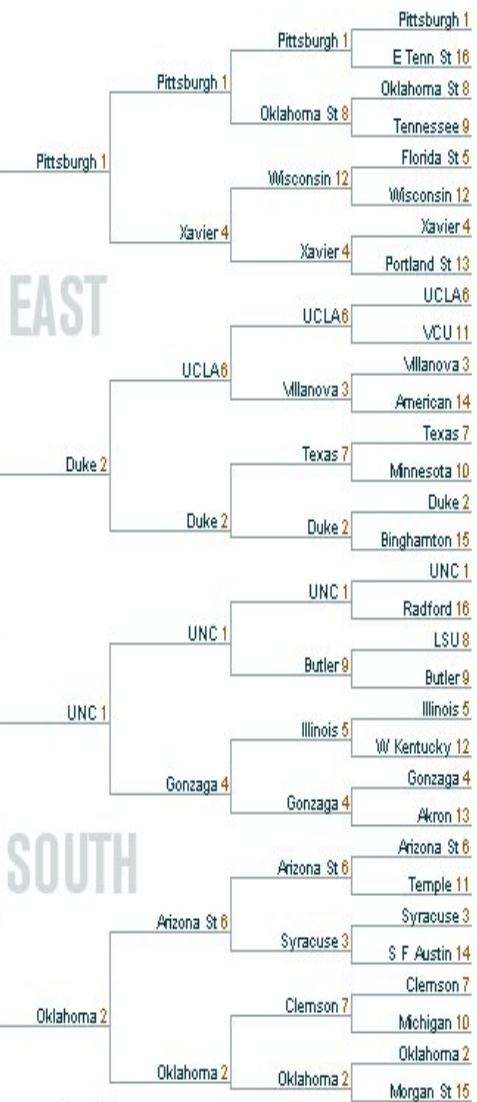 Pittsburgh 1
Pittsburgh 1
E Tenn St 16
Pittsburgh 1
Oklahoma St 8
Oklahoma St 8
Tennessee 9
Pittsburgh 1
Florida St 5
Wisconsin 12
Wisconsin 12
Xavier 4
Xavier 4
Xavier 4
Portland St 13
EAST
UCLA 6
UCLA 6
VCU 11
UCLA 6
Villanova 3
Villanova 3
American 14
Duke 2
Texas 7
Texas 7
Minnesota 10
Duke 2
Duke 2
Duke 2
Binghamton 15
UNC 1
UNC 1
Radford 16
UNC 1
LSU 8
Butler 9
Butler 9
UNC 1
Illinois 5
Illinois 5
W Kentucky 12
Gonzaga 4
Gonzaga 4
Gonzaga 4
Akron 13
SOUTH
Arizona St 6
Arizona St 6
Temple 11
Arizona St 6
Syracuse 3
Syracuse 3
S F Austin 14
Oklahoma 2
Clemson 7
Clemson 7
Michigan 10
Oklahoma 2
Oklahoma 2
Oklahoma 2
Morgan St 15